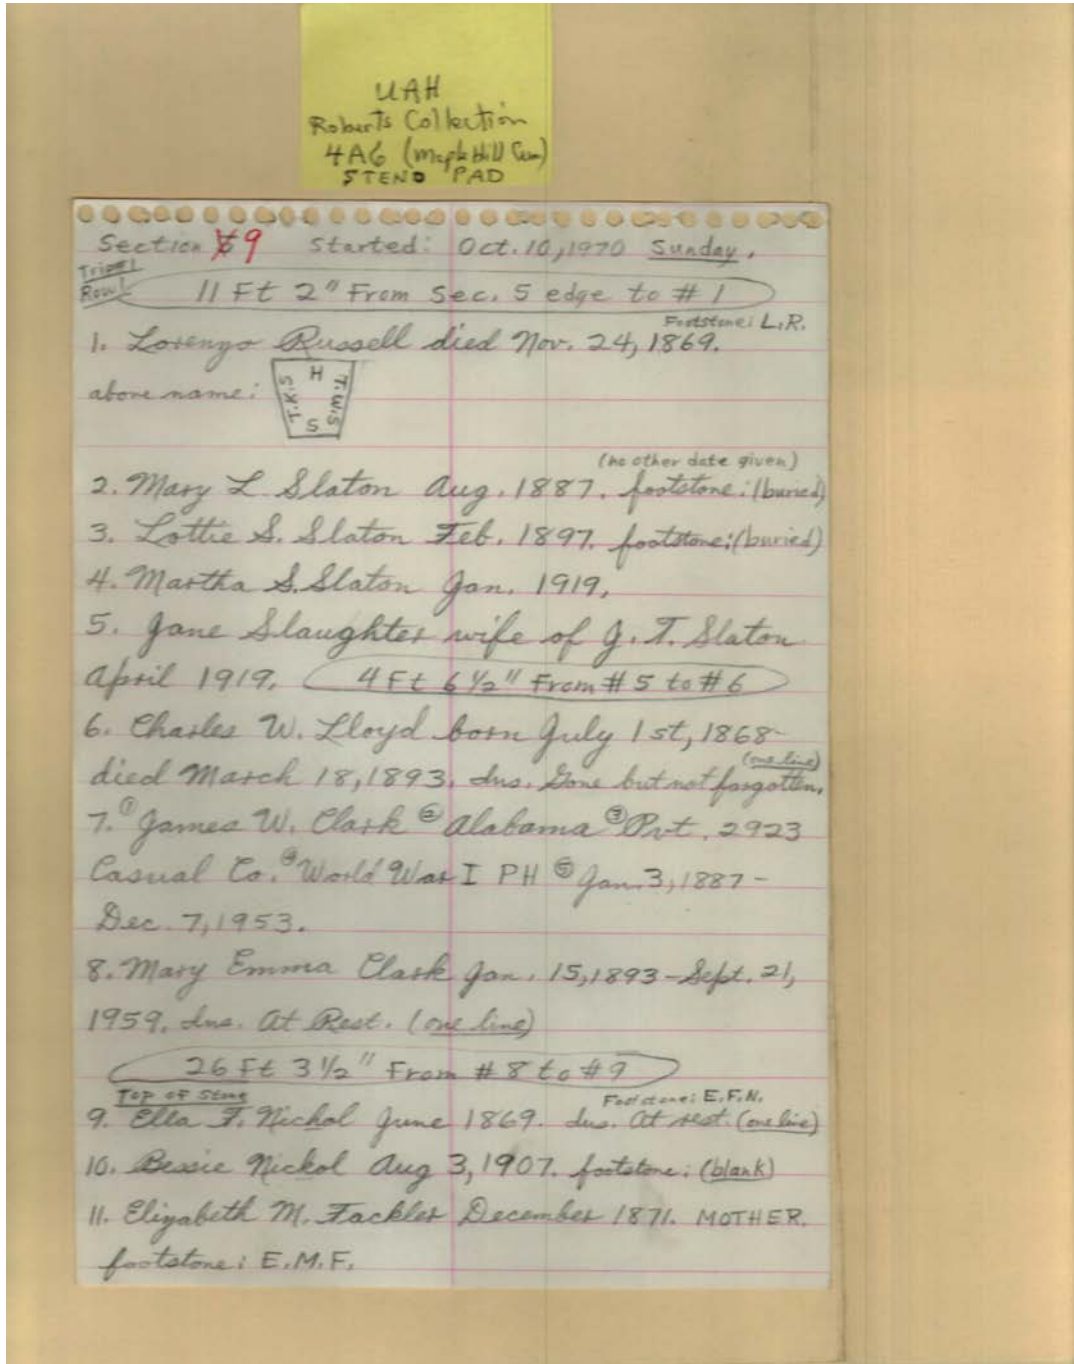 UAH
Roberts Collection
4A6 (Maple Hill Cem)
STENO PAD
Section 9 Started: Oct. 10, 1970 Sunday.
Trip 1
Row 1
11 Ft 2" From Sec. 5 edge to # 1
Footstone: L.R.
1. Lorenzo Russell died Nov. 24, 1869.
above name: H T.K.S T.W.S S
(no other date given)
2. Mary L. Slaton Aug. 1887. footstone: (buried)
3. Lottie S. Slaton Feb. 1897. footstone: (buried)
4. Martha S. Slaton Jan. 1919.
5. Jane Slaughter wife of J. T. Slaton
April 1919. 4 Ft 6 1/2" From # 5 to # 6
6. Charles W. Lloyd born July 1st, 1868-
(one line)
died March 18, 1893. Ins. Gone but not forgotten.
7. ① James W. Clark ② Alabama ③ Pvt. 2923
Casual Co. ④ World War I PH ⑤ Jan. 3, 1887-
Dec. 7, 1953.
8. Mary Emma Clark Jan. 15, 1893-Sept. 21,
1959. Ins. At Rest. (one line)
26 Ft 3 1/2" From # 8 to # 9
Top of Stone Footstone: E.F.N.
9. Ella F. Nichol June 1869. Ins. At rest. (one line)
10. Bessie Nickol Aug 3, 1907. footstone: (blank)
11. Elizabeth M. Fackler December 1871. MOTHER.
footstone: E.M.F.